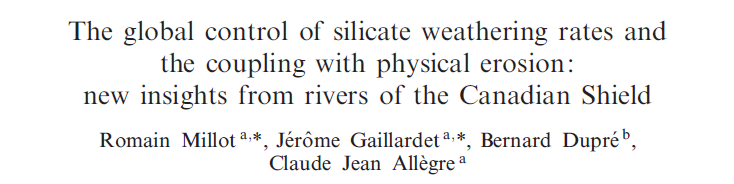 The global control of silicate weathering rates and
the coupling with physical erosion:
new insights from rivers of the Canadian Shield
Romain Millot a,*, Jérôme Gaillardet a,*, Bernard Dupré b,
Claude Jean Allègre a